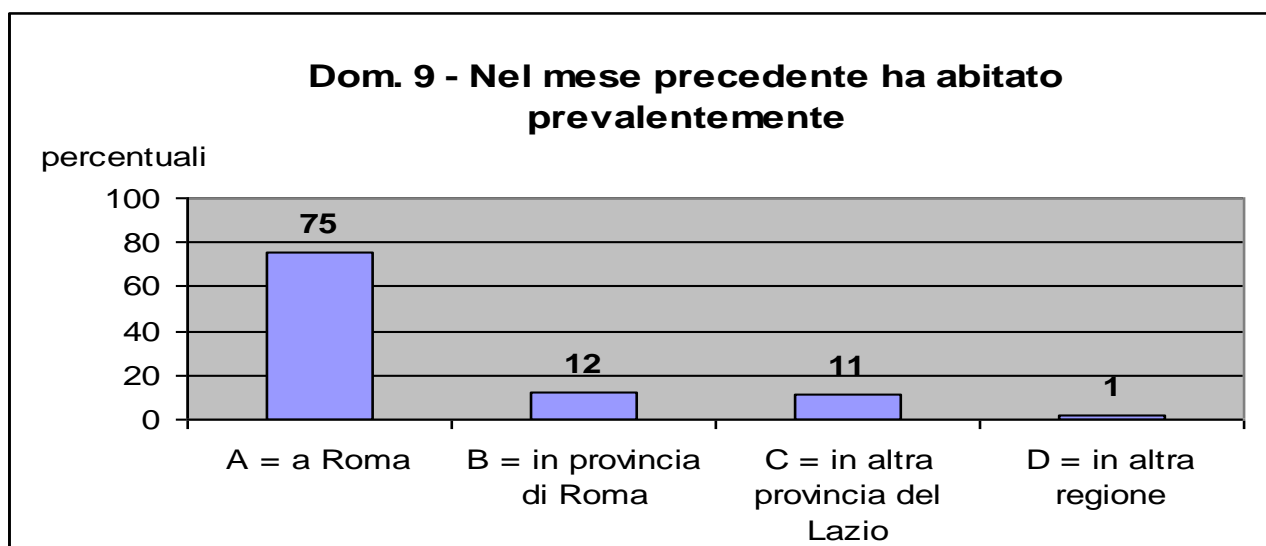 Dom. 9 - Nel mese precedente ha abitato
prevalentemente
percentuali
100
80
60
40
20
0
75
12
11
1
A = a Roma
B = in provincia
di Roma
C = in altra
provincia del
Lazio
D = in altra
regione